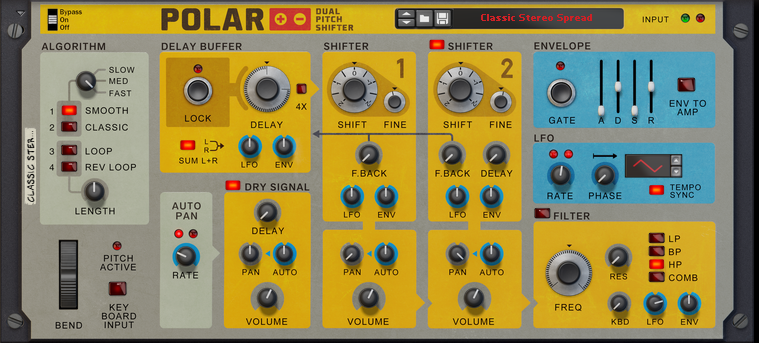 Bypass
On
Off
POLAR
DUAL
PITCH
SHIFTER
Classic Stereo Spread
INPUT
ALGORITHM
SLOW
MED
FAST
1 SMOOTH
2 CLASSIC
3 LOOP
4 REV LOOP
LENGTH
CLASSIC STER...
DELAY BUFFER
LOCK
DELAY
4X
L
R
SUM L+R
LFO ENV
SHIFTER
1
SHIFT FINE
F.BACK
LFO ENV
SHIFTER
2
SHIFT FINE
F.BACK DELAY
LFO ENV
ENVELOPE
GATE
A D S R
ENV TO
AMP
LFO
RATE PHASE
TEMPO
SYNC
AUTO
PAN
RATE
DRY SIGNAL
DELAY
PAN AUTO
VOLUME
PAN AUTO
VOLUME
PAN AUTO
VOLUME
FILTER
FREQ
RES
LP
BP
HP
COMB
KBD LFO ENV
BEND
PITCH
ACTIVE
KEY
BOARD
INPUT